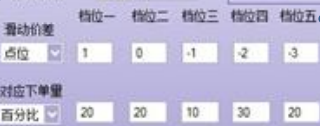 档位一 档位二 档位三 档位四 档位五
滑动价差
点位 1 0 -1 -2 -3
对应下单量
百分比 20 20 10 30 20